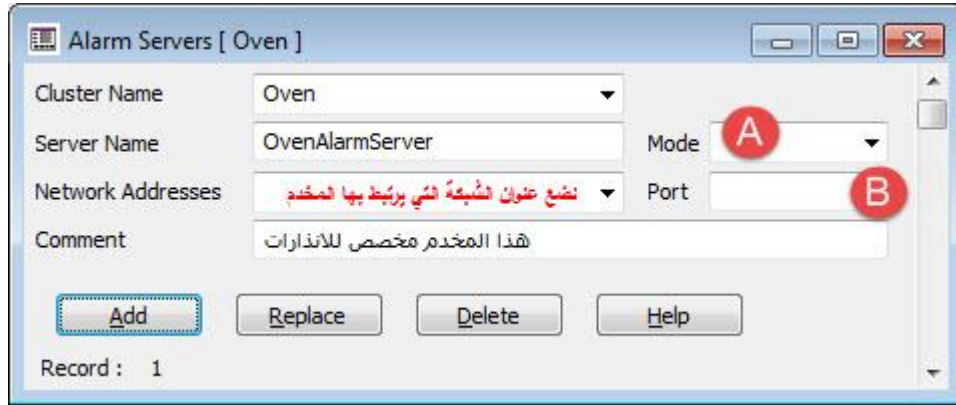 Alarm Servers [ Oven ]
Cluster Name Oven
Server Name OvenAlarmServer Mode A
Network Addresses نضع عنوان الشبكة التي يرتبط بها المخدم Port B
Comment هذا المخدم مخصص للانذارات
Add Replace Delete Help
Record : 1